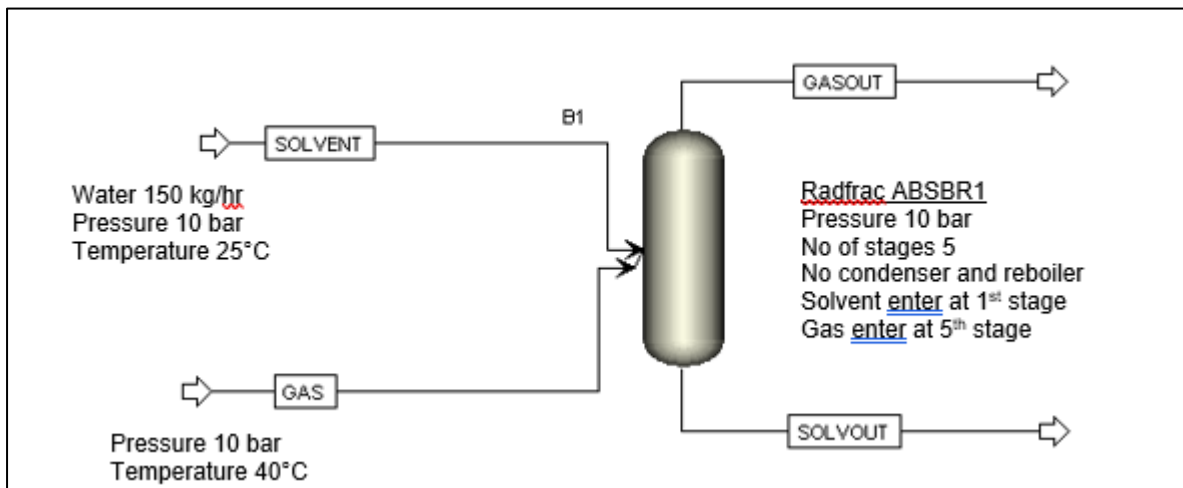 GASOUT
B1
SOLVENT
Water 150 kg/hr
Pressure 10 bar
Temperature 25°C
Radfrac ABSBR1
Pressure 10 bar
No of stages 5
No condenser and reboiler
Solvent enter at 1st stage
Gas enter at 5th stage
GAS
Pressure 10 bar
Temperature 40°C
SOLVOUT